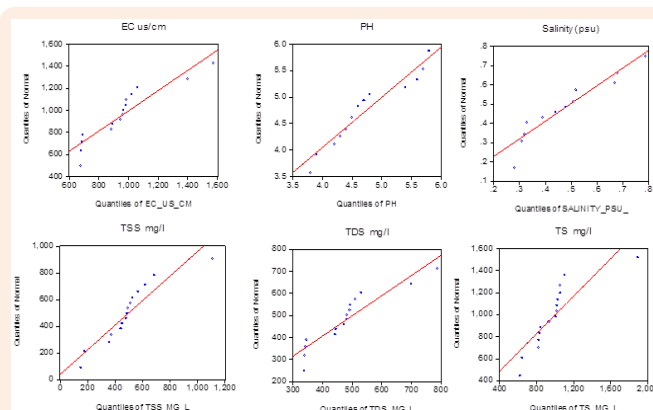 EC us/cm
1,600
1,400
1,200
1,000
800
600
400
600 800 1,000 1,200 1,400 1,600
Quantiles of Normal
Quantiles of EC_US_CM
PH
6.0
5.5
5.0
4.5
4.0
3.5
3.5 4.0 4.5 5.0 5.5 6.0
Quantiles of Normal
Quantiles of PH
Salinity (psu)
.8
.7
.6
.5
.4
.3
.2
.1
.2 .3 .4 .5 .6 .7 .8
Quantiles of Normal
Quantiles of SALINITY_PSU_
TSS mg/l
1,000
800
600
400
200
0
0 200 400 600 800 1,000 1,200
Quantiles of Normal
Quantiles of TSS_MG_L
TDS mg/l
800
700
600
500
400
300
200
300 400 500 600 700 800
Quantiles of Normal
Quantiles of TDS_MG_L
TS mg/l
1,600
1,400
1,200
1,000
800
600
400
400 800 1,200 1,600 2,000
Quantiles of Normal
Quantiles of TS_MG_L